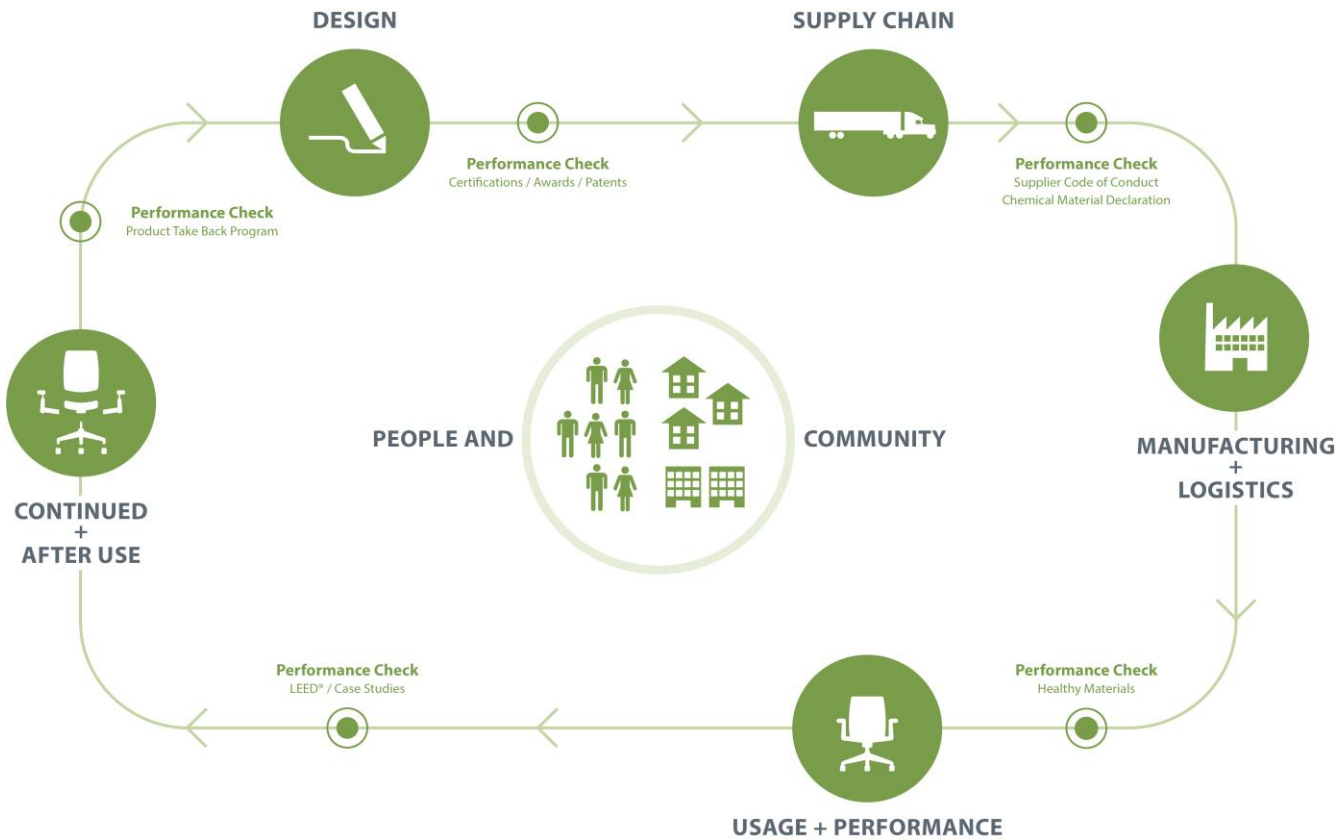 DESIGN
SUPPLY CHAIN
Performance Check
Certifications / Awards / Patents
Performance Check
Supplier Code of Conduct
Chemical Material Declaration
Performance Check
Product Take Back Program
PEOPLE AND
COMMUNITY
MANUFACTURING
+
LOGISTICS
CONTINUED
+
AFTER USE
Performance Check
LEED® / Case Studies
Performance Check
Healthy Materials
USAGE + PERFORMANCE